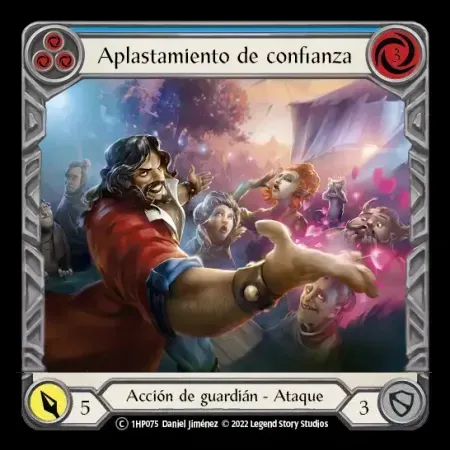 Aplastamiento de confianza
3
Acción de guardián - Ataque
5
3
C 1HP075 Daniel Jiménez © 2022 Legend Story Studios